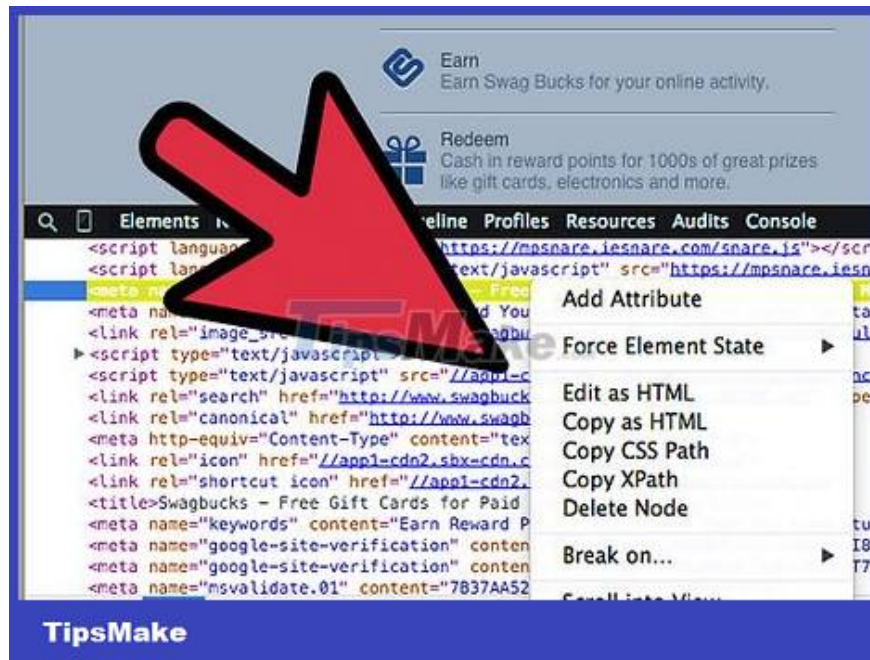 Earn
Earn Swag Bucks for your online activity.
Redeem
Cash in reward points for 1000s of great prizes
like gift cards, electronics and more.
Elements Profiles Resources Audits Console
<script https://mpsnare.iesnare.com/snare.js"></scr
<script src="https://mpsnare.iesn
<meta
<meta
<link rel="image_
<script type="text/javascript
<script type="text/javascript" src="//app1-c
<link rel="search" href="http://www.swagbuck
<link rel="canonical" href="http://www.swagb
<meta http-equiv="Content-Type" content="tex
<link rel="icon" href="//app1-cdn2.sbx-cdn.c
<link rel="shortcut icon" href="//app1-cdn2.
<title>Swagbucks – Free Gift Cards for Paid
<meta name="keywords" content="Earn Reward P
<meta name="google-site-verification" conten
<meta name="google-site-verification" conten
<meta name="msvalidate.01" content="7B37AA52
Add Attribute
Force Element State
Edit as HTML
Copy as HTML
Copy CSS Path
Copy XPath
Delete Node
Break on...
Scroll into View
TipsMake
TipsMake